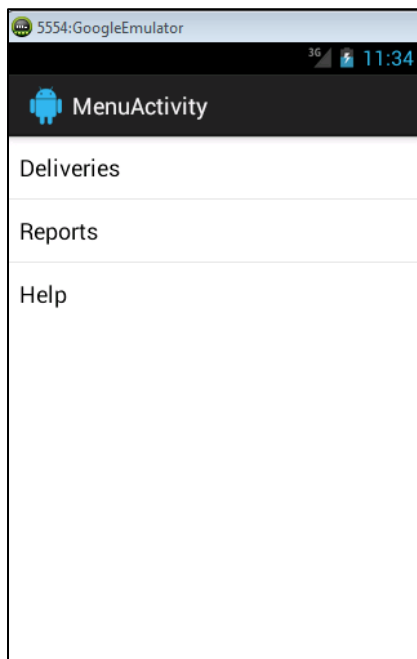 5554:GoogleEmulator
3G 11:34
MenuActivity
Deliveries
Reports
Help